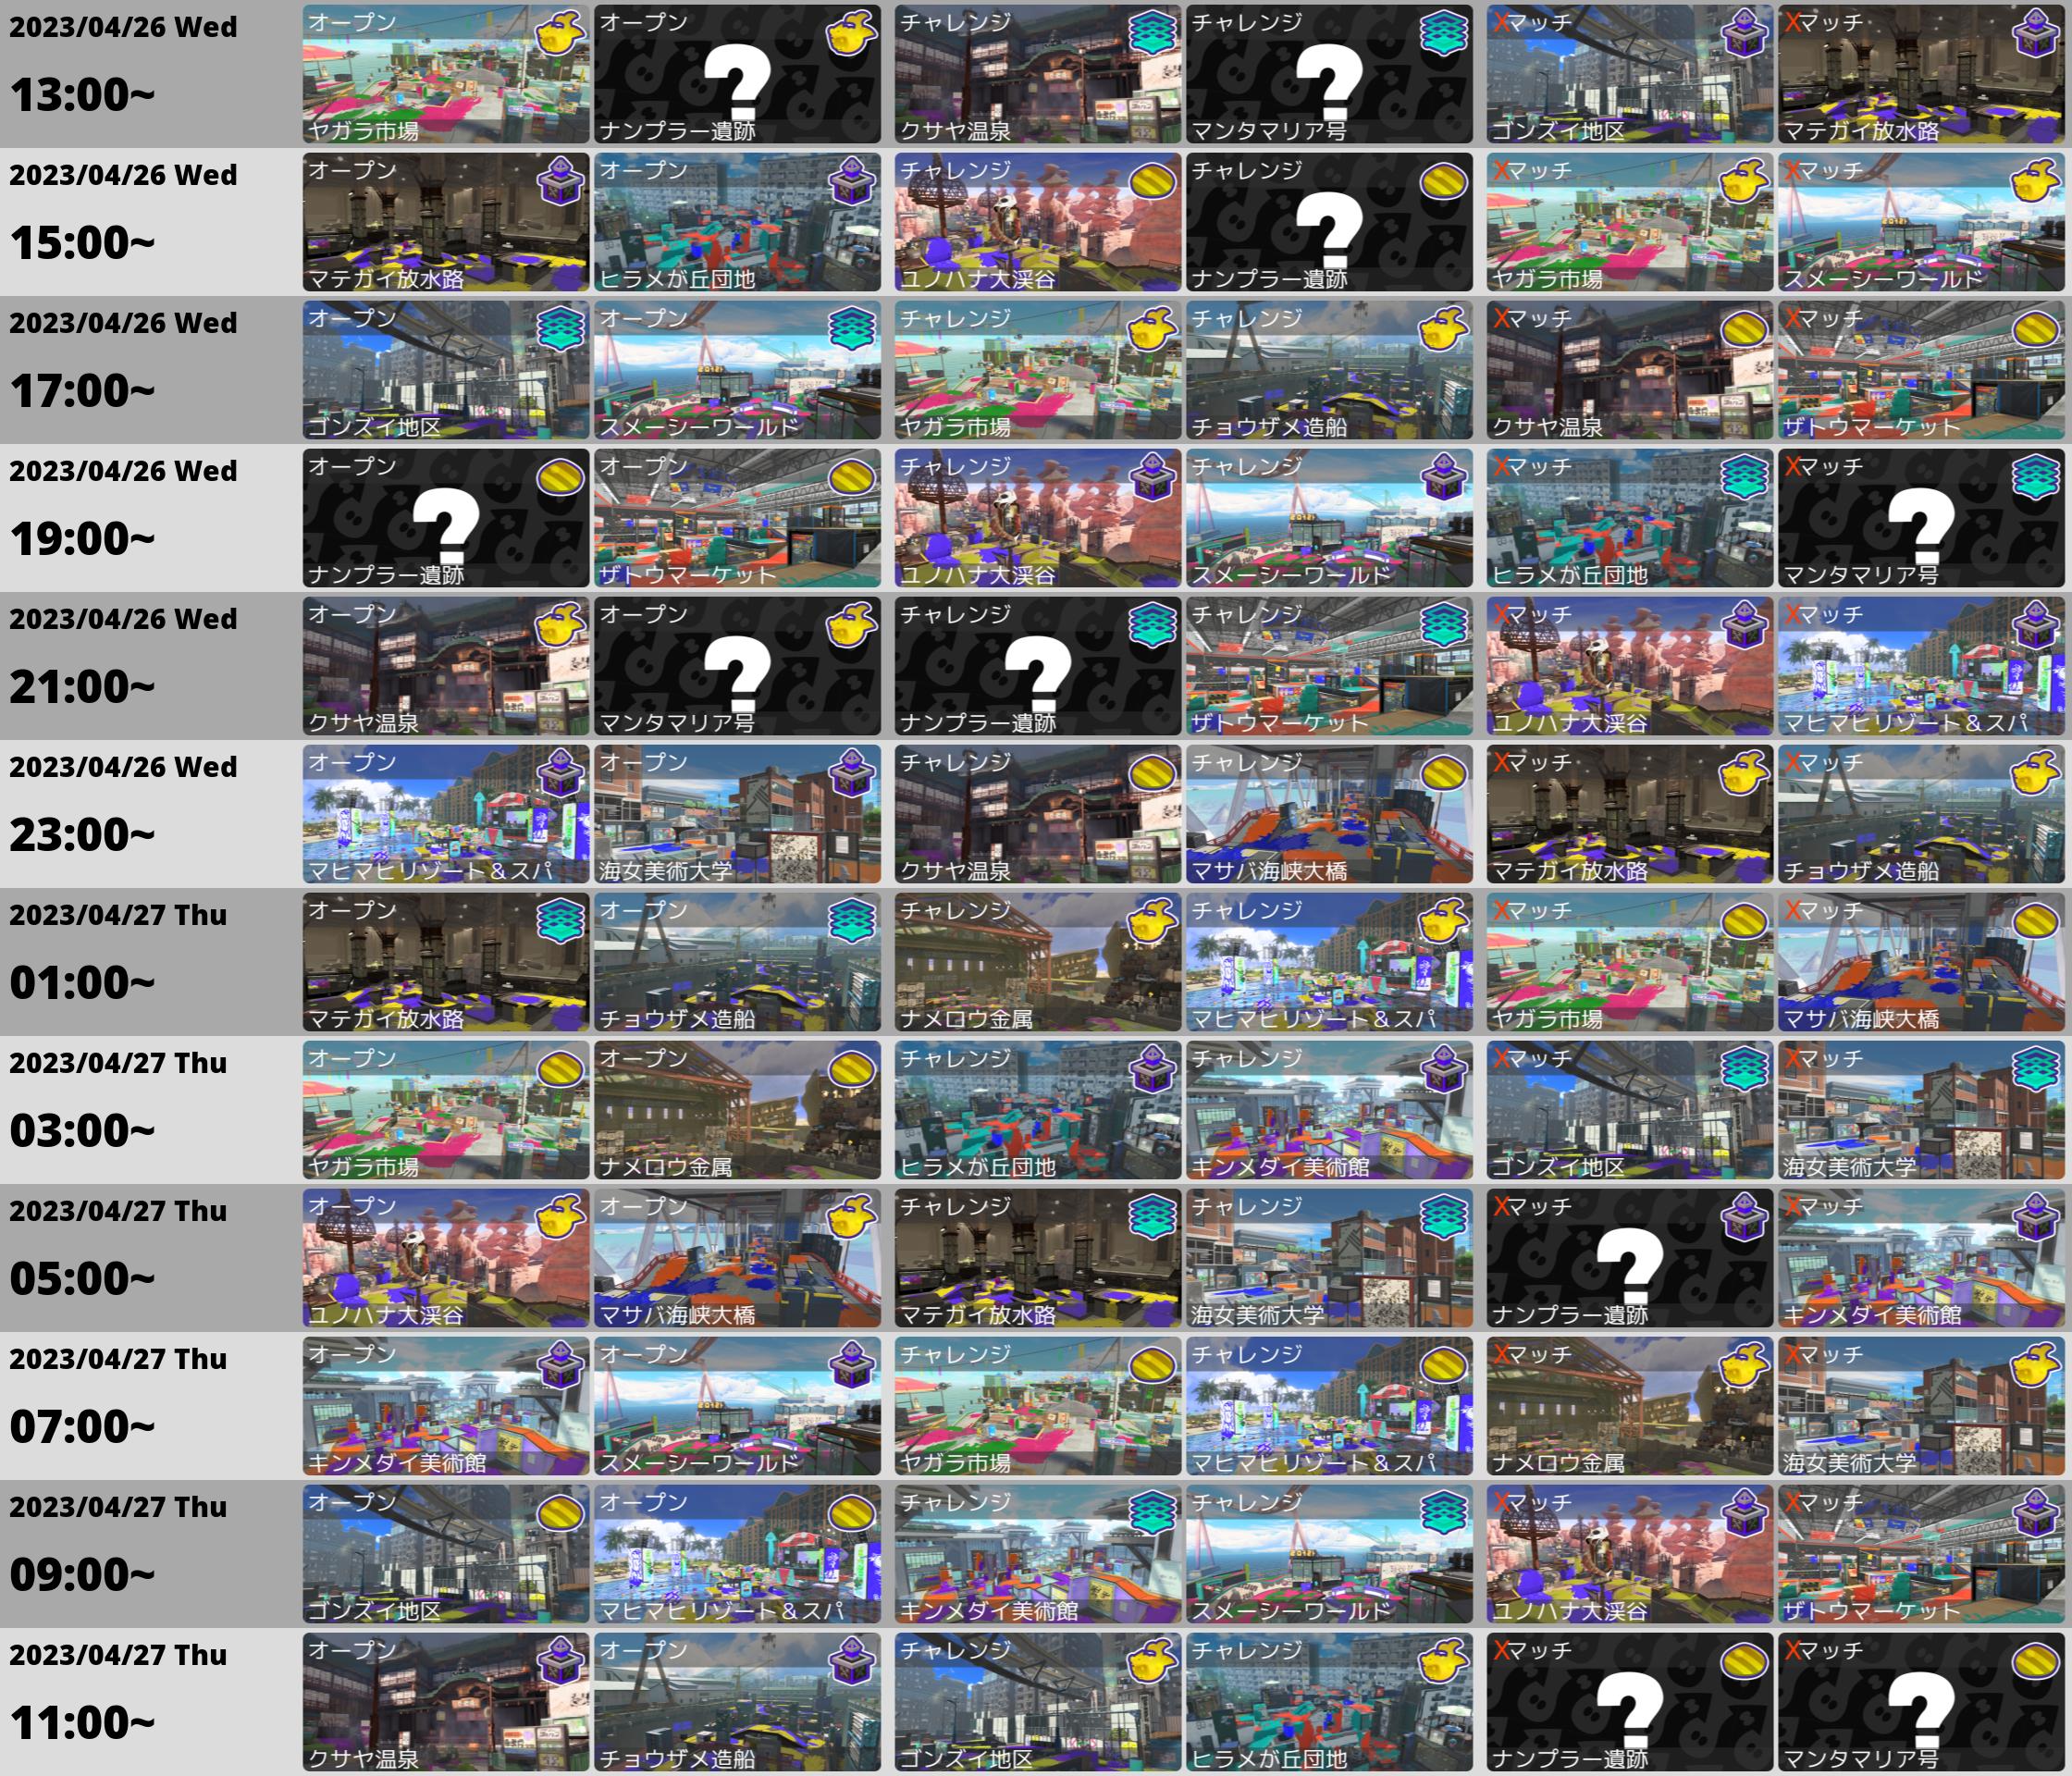 2023/04/26 Wed
13:00~
オープン オープン チャレンジ チャレンジ Xマッチ Xマッチ
ヤガラ市場 ナンプラー遺跡 クサヤ温泉 マンタマリア号 ゴンズイ地区 マテガイ放水路
2023/04/26 Wed
15:00~
オープン オープン チャレンジ チャレンジ Xマッチ Xマッチ
マテガイ放水路 ヒラメが丘団地 ユノハナ大渓谷 ナンプラー遺跡 ヤガラ市場 スメーシーワールド
2023/04/26 Wed
17:00~
オープン オープン チャレンジ チャレンジ Xマッチ Xマッチ
ゴンズイ地区 スメーシーワールド ヤガラ市場 チョウザメ造船 クサヤ温泉 ザトウマーケット
2023/04/26 Wed
19:00~
オープン オープン チャレンジ チャレンジ Xマッチ Xマッチ
ナンプラー遺跡 ザトウマーケット ユノハナ大渓谷 スメーシーワールド ヒラメが丘団地 マンタマリア号
2023/04/26 Wed
21:00~
オープン オープン チャレンジ チャレンジ Xマッチ Xマッチ
クサヤ温泉 マンタマリア号 ナンプラー遺跡 ザトウマーケット ユノハナ大渓谷 マヒマヒリゾート＆スパ
2023/04/26 Wed
23:00~
オープン オープン チャレンジ チャレンジ Xマッチ Xマッチ
マヒマヒリゾート＆スパ 海女美術大学 クサヤ温泉 マサバ海峡大橋 マテガイ放水路 チョウザメ造船
2023/04/27 Thu
01:00~
オープン オープン チャレンジ チャレンジ Xマッチ Xマッチ
マテガイ放水路 チョウザメ造船 ナメロウ金属 マヒマヒリゾート＆スパ ヤガラ市場 マサバ海峡大橋
2023/04/27 Thu
03:00~
オープン オープン チャレンジ チャレンジ Xマッチ Xマッチ
ヤガラ市場 ナメロウ金属 ヒラメが丘団地 キンメダイ美術館 ゴンズイ地区 海女美術大学
2023/04/27 Thu
05:00~
オープン オープン チャレンジ チャレンジ Xマッチ Xマッチ
ユノハナ大渓谷 マサバ海峡大橋 マテガイ放水路 海女美術大学 ナンプラー遺跡 キンメダイ美術館
2023/04/27 Thu
07:00~
オープン オープン チャレンジ チャレンジ Xマッチ Xマッチ
キンメダイ美術館 スメーシーワールド ヤガラ市場 マヒマヒリゾート＆スパ ナメロウ金属 海女美術大学
2023/04/27 Thu
09:00~
オープン オープン チャレンジ チャレンジ Xマッチ Xマッチ
ゴンズイ地区 マヒマヒリゾート＆スパ キンメダイ美術館 スメーシーワールド ユノハナ大渓谷 ザトウマーケット
2023/04/27 Thu
11:00~
オープン オープン チャレンジ チャレンジ Xマッチ Xマッチ
クサヤ温泉 チョウザメ造船 ゴンズイ地区 ヒラメが丘団地 ナンプラー遺跡 マンタマリア号